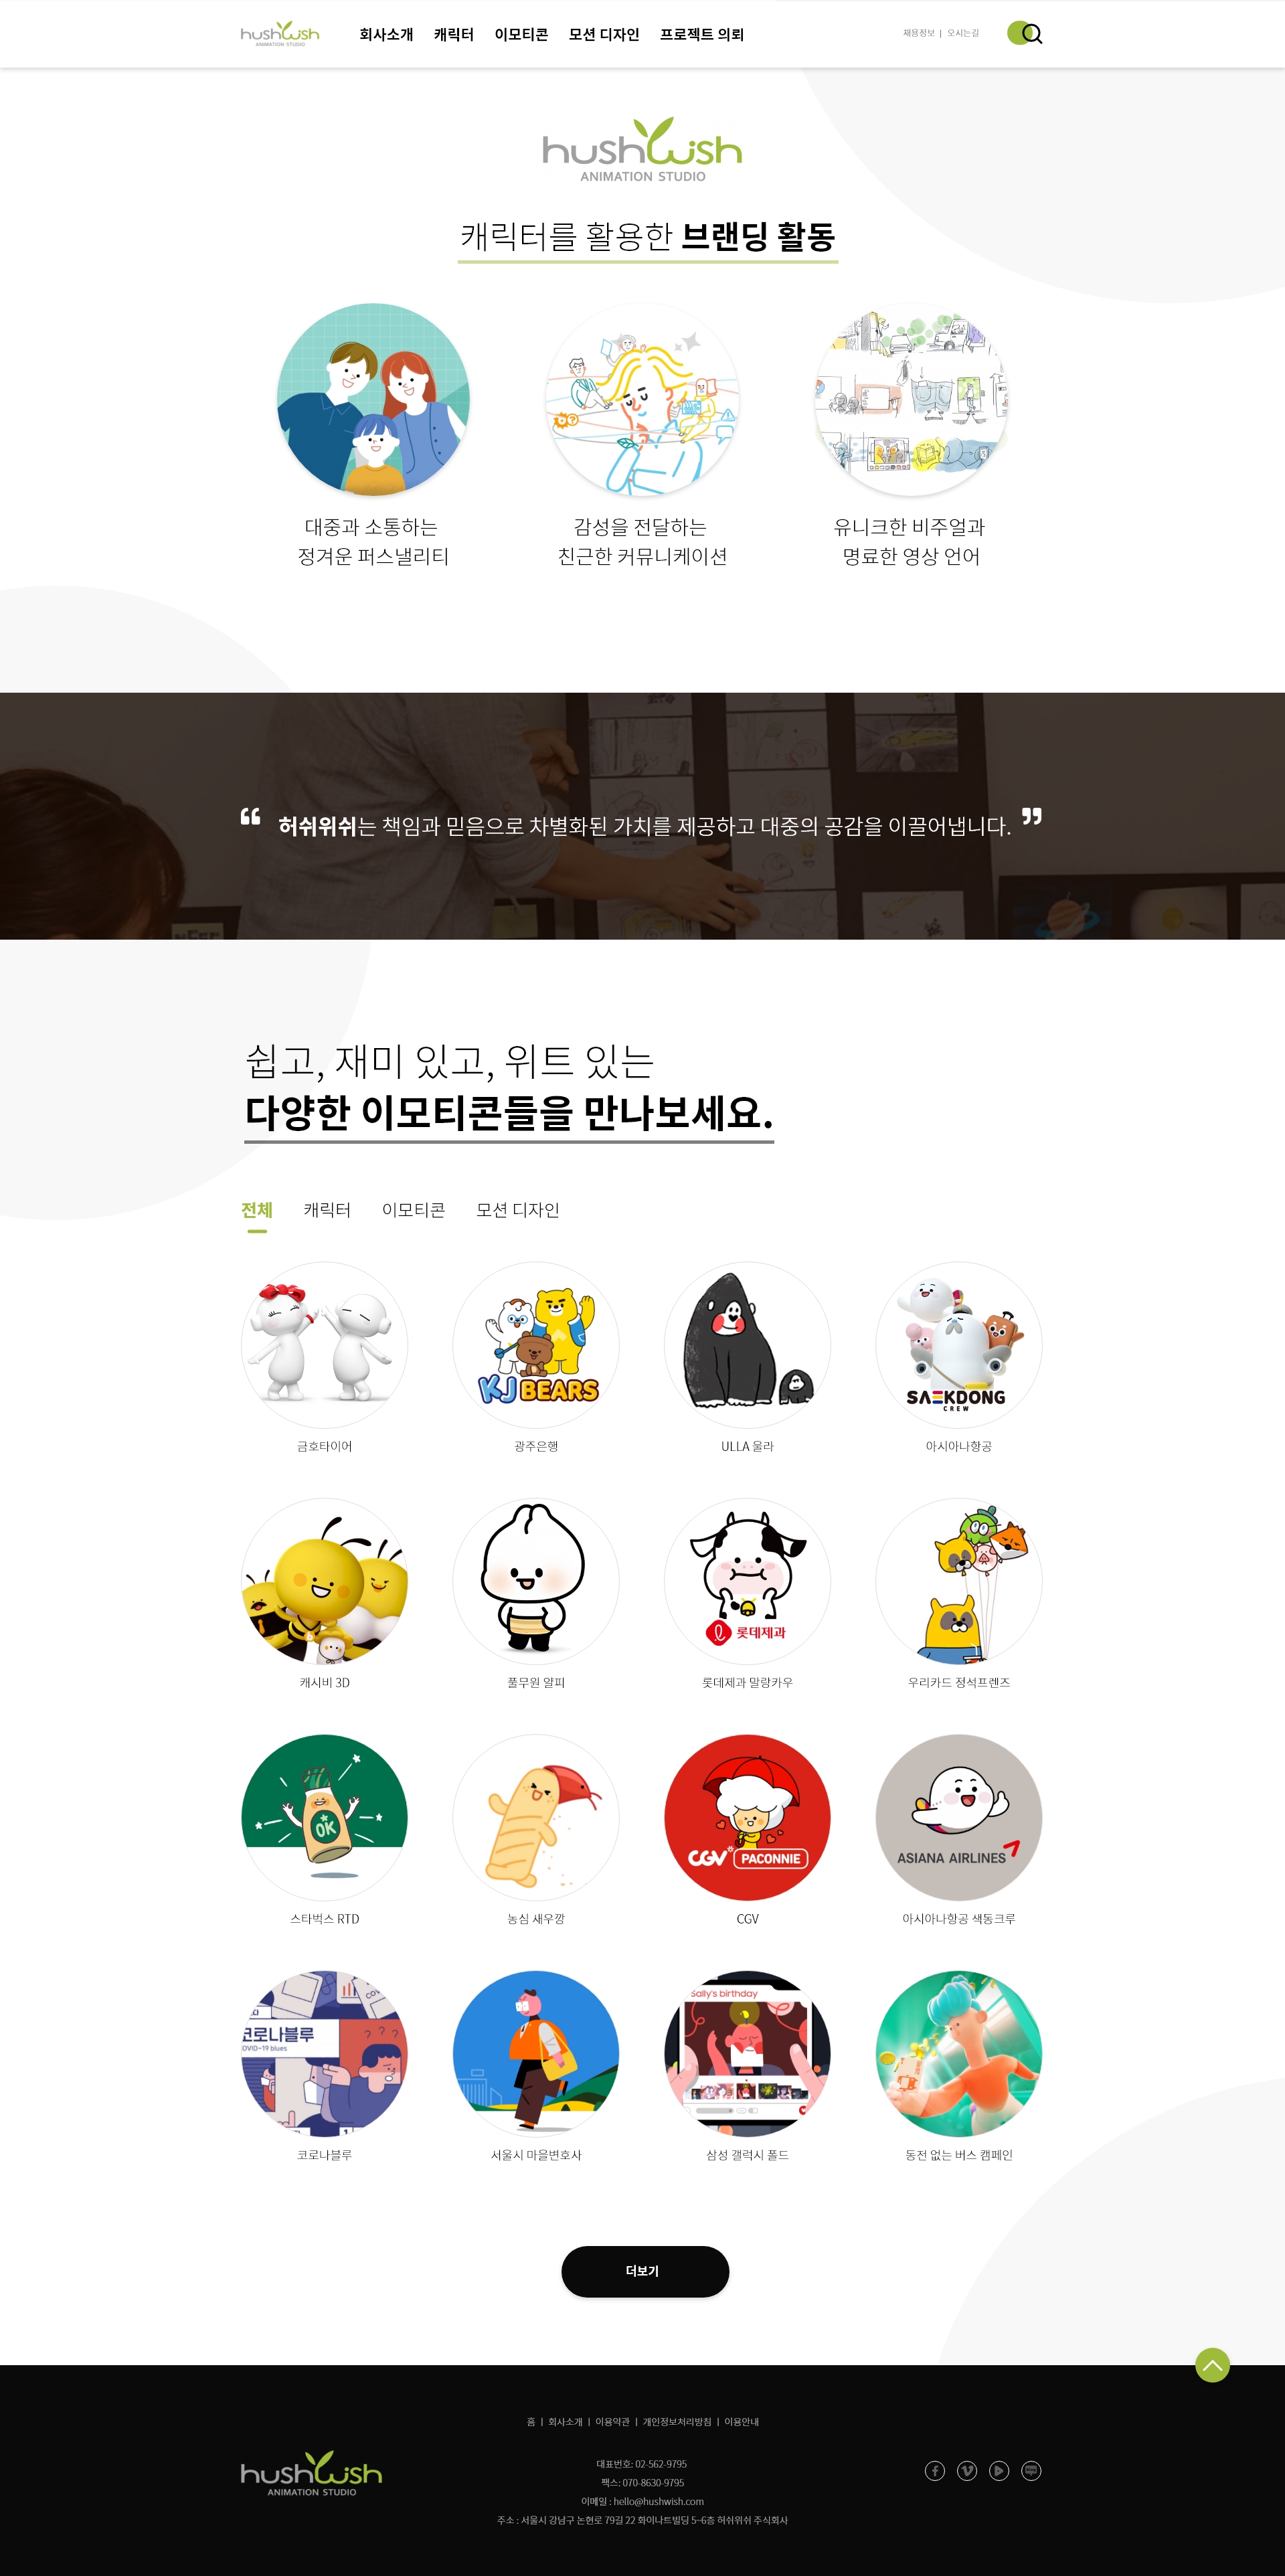 hushwish
ANIMATION STUDIO
회사소개 캐릭터 이모티콘 모션 디자인 프로젝트 의뢰
채용정보 | 오시는길
hushwish
ANIMATION STUDIO
캐릭터를 활용한 브랜딩 활동
대중과 소통하는
정겨운 퍼스낼리티
감성을 전달하는
친근한 커뮤니케이션
유니크한 비주얼과
명료한 영상 언어
“ 허쉬위쉬는 책임과 믿음으로 차별화된 가치를 제공하고 대중의 공감을 이끌어냅니다. ”
쉽고, 재미 있고, 위트 있는
다양한 이모티콘들을 만나보세요.
전체 캐릭터 이모티콘 모션 디자인
KJ BEARS
SAEKDONG
CREW
금호타이어 광주은행 ULLA 울라 아시아나항공
롯데제과
캐시비 3D 풀무원 얄피 롯데제과 말랑카우 우리카드 정석프렌즈
OK
CGV PACONNIE
ASIANA AIRLINES
스타벅스 RTD 농심 새우깡 CGV 아시아나항공 색동크루
코로나블루
OVID-19 blues
Sally's birthday
코로나블루 서울시 마을변호사 삼성 갤럭시 폴드 동전 없는 버스 캠페인
더보기
홈 | 회사소개 | 이용약관 | 개인정보처리방침 | 이용안내
hushwish
ANIMATION STUDIO
대표번호: 02-562-9795
팩스: 070-8630-9795
이메일 : hello@hushwish.com
주소 : 서울시 강남구 논현로 79길 22 화이나트빌딩 5~6층 허쉬위쉬 주식회사